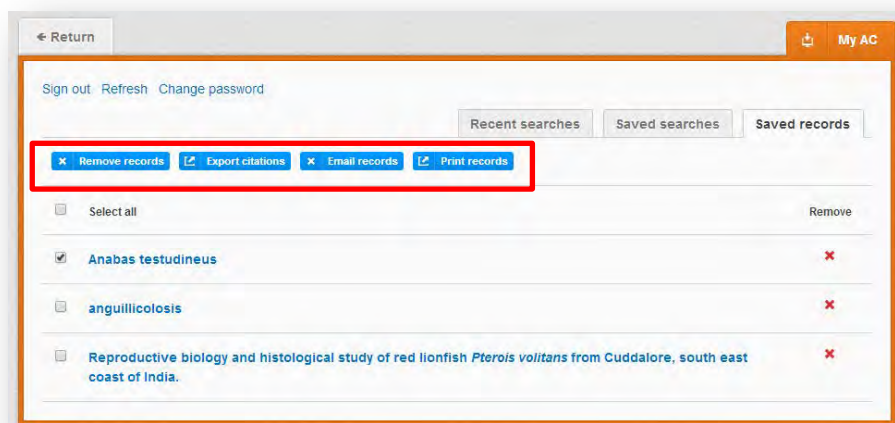 Return
My AC
Sign out Refresh Change password
Recent searches Saved searches Saved records
Remove records Export citations Email records Print records
Select all Remove
Anabas testudineus
anguillicolosis
Reproductive biology and histological study of red lionfish Pterois volitans from Cuddalore, south east
coast of India.